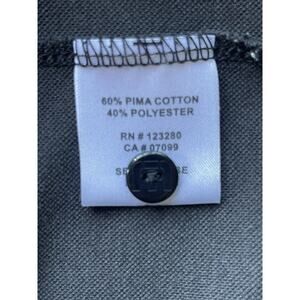 60% PIMA COTTON
40% POLYESTER
RN # 123280
CA # 07099